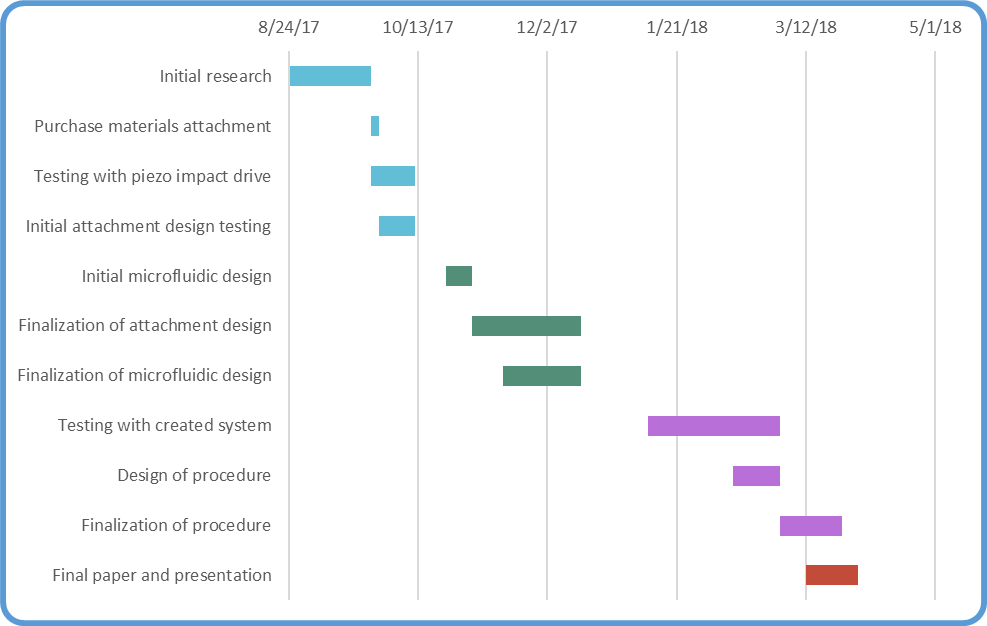 8/24/17 10/13/17 12/2/17 1/21/18 3/12/18 5/1/18
Initial research
Purchase materials attachment
Testing with piezo impact drive
Initial attachment design testing
Initial microfluidic design
Finalization of attachment design
Finalization of microfluidic design
Testing with created system
Design of procedure
Finalization of procedure
Final paper and presentation